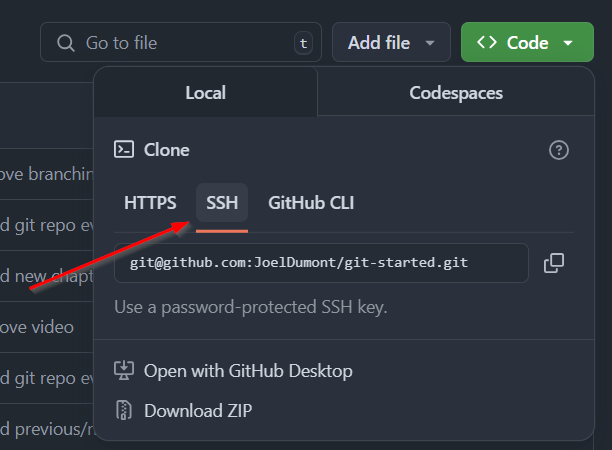 Go to file
t
Add file
Code
Local
Codespaces
Clone
HTTPS
SSH
GitHub CLI
git@github.com:JoelDumont/git-started.git
Use a password-protected SSH key.
Open with GitHub Desktop
Download ZIP
ove branchin
d git repo ev
d new chapt
ove video
d git repo ev
d previous/n